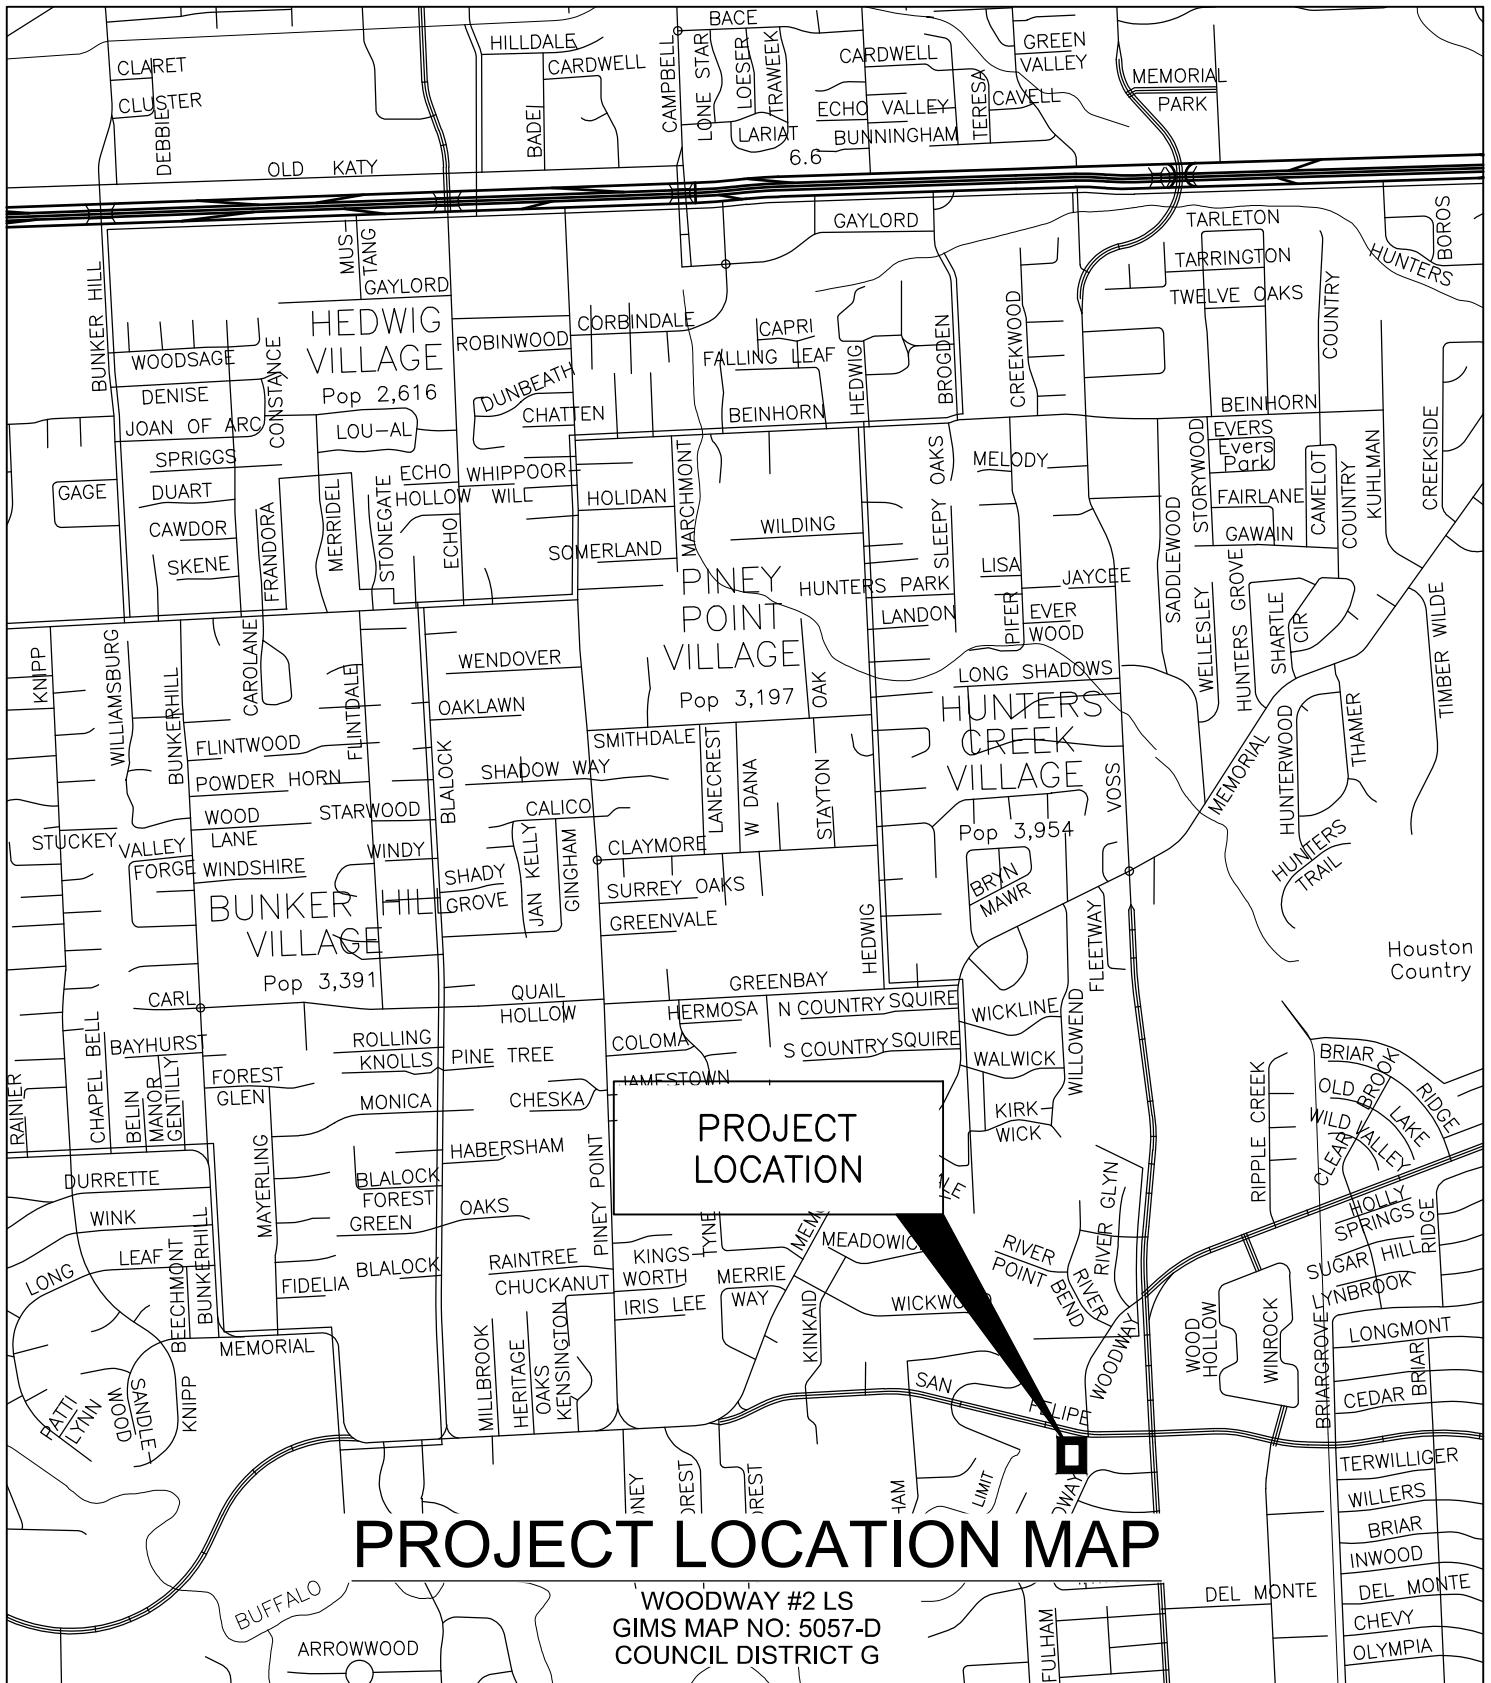 BACE
HILLDALE
CARDWELL
CAMPBELL
LONE STAR
LOESER
TRAWEEK
CARDWELL
GREEN
VALLEY
CLARET
CLUSTER
DEBBIE
BADEI
ECHO VALLEY
TERESA
CAVELL
MEMORIAL
PARK
LARIAT
BUNNINGHAM
6.6
OLD KATY
GAYLORD
TARLETON
BOROS
HUNTERS
MUS-
TANG
BUNKER HILL
GAYLORD
TARRINGTON
TWELVE OAKS
COUNTRY
HEDWIG
VILLAGE
Pop 2,616
ROBINWOOD
CORBINDALE
CAPRI
FALLING LEAF
HEDWIG
BROGDEN
CREEKWOOD
WOODSAGE
CONSTANCE
DENISE
JOAN OF ARC
LOU-AL
DUNBEATH
CHATTEN
BEINHORN
BEINHORN
SPRIGGS
GAGE
DUART
CAWDOR
SKENE
FRANDORA
MERRIDEL
STONEGATE
ECHO
HOLLOW
ECHO
WHIPPOOR-
WILL
HOLIDAN
MARCHMONT
WILDING
SOMERLAND
SLEEPY OAKS
MELODY
SADDLEWOOD
STORYWOOD
EVERS
Evers
Park
FAIRLANE
GAWAIN
CAMELOT
COUNTRY
KUHLMAN
CREEKSIDE
PINEY
POINT
VILLAGE
Pop 3,197
HUNTERS PARK
LANDON
LISA
JAYCEE
PIFER
EVER
WOOD
WELLESLEY
HUNTERS GROVE
SHARTLE
CIR
TIMBER WILDE
KNIPP
WILLIAMSBURG
BUNKERHILL
CAROLANE
FLINTDALE
WENDOVER
OAKLAWN
OAK
LONG SHADOWS
HUNTERS
CREEK
VILLAGE
Pop 3,954
VOSS
MEMORIAL
HUNTERWOOD
THAMER
FLINTWOOD
POWDER HORN
WOOD
LANE
STARWOOD
BLALOCK
SMITHDALE
SHADOW WAY
LANECREST
W DANA
STAYTON
CALICO
STUCKEY
VALLEY
FORGE
WINDSHIRE
WINDY
SHADY
GROVE
JAN KELLY
GINGHAM
CLAYMORE
SURREY OAKS
GREENVALE
HEDWIG
BRYN
MAWR
HUNTERS
TRAIL
BUNKER HILL
VILLAGE
Pop 3,391
FLEETWAY
Houston
Country
CARL
QUAIL
HOLLOW
GREENBAY
HERMOSA
N COUNTRY SQUIRE
S COUNTRY SQUIRE
WICKLINE
WALWICK
WILLOWEND
RAINIER
CHAPEL BELL
BAYHURST
BELIN
MANOR
GENTILLY
FOREST
GLEN
ROLLING
KNOLLS
PINE TREE
COLOMA
JAMESTOWN
MONICA
CHESKA
KIRK-
WICK
RIPPLE CREEK
BRIAR
RIDGE
OLD
BROOK
LAKE
WILD VALLEY
CLEAR
PROJECT
LOCATION
DURRETTE
WINK
LEAF
LONG
MAYERLING
HABERSHAM
BLALOCK
FOREST
GREEN
OAKS
PINEY POINT
TYNE
MEADOWICK
RIVER GLYN
RIVER
POINT
RIVER
BEND
HOLLY
SPRINGS
SUGAR HILL
RIDGE
LYNBROOK
BEECHMONT
BUNKERHILL
FIDELIA
BLALOCK
RAINTREE
CHUCKANUT
KINGS-
WORTH
IRIS LEE
MERRIE
WAY
KINKAID
MEMORIAL
MILLBROOK
HERITAGE
OAKS
KENSINGTON
WOODWAY
WOOD
HOLLOW
WINROCK
BRIARGROVE
LONGMONT
CEDAR
BRIAR
PATTI
LYNN
SANDLE-
WOOD
KNIPP
SAN
FELIPE
LIMIT
TERWILLIGER
WILLERS
BRIAR
INWOOD
DEL MONTE
DEL MONTE
CHEVY
OLYMPIA
PROJECT LOCATION MAP
BUFFALO
ARROWWOOD
WOODWAY #2 LS
GIMS MAP NO: 5057-D
COUNCIL DISTRICT G
FULHAM